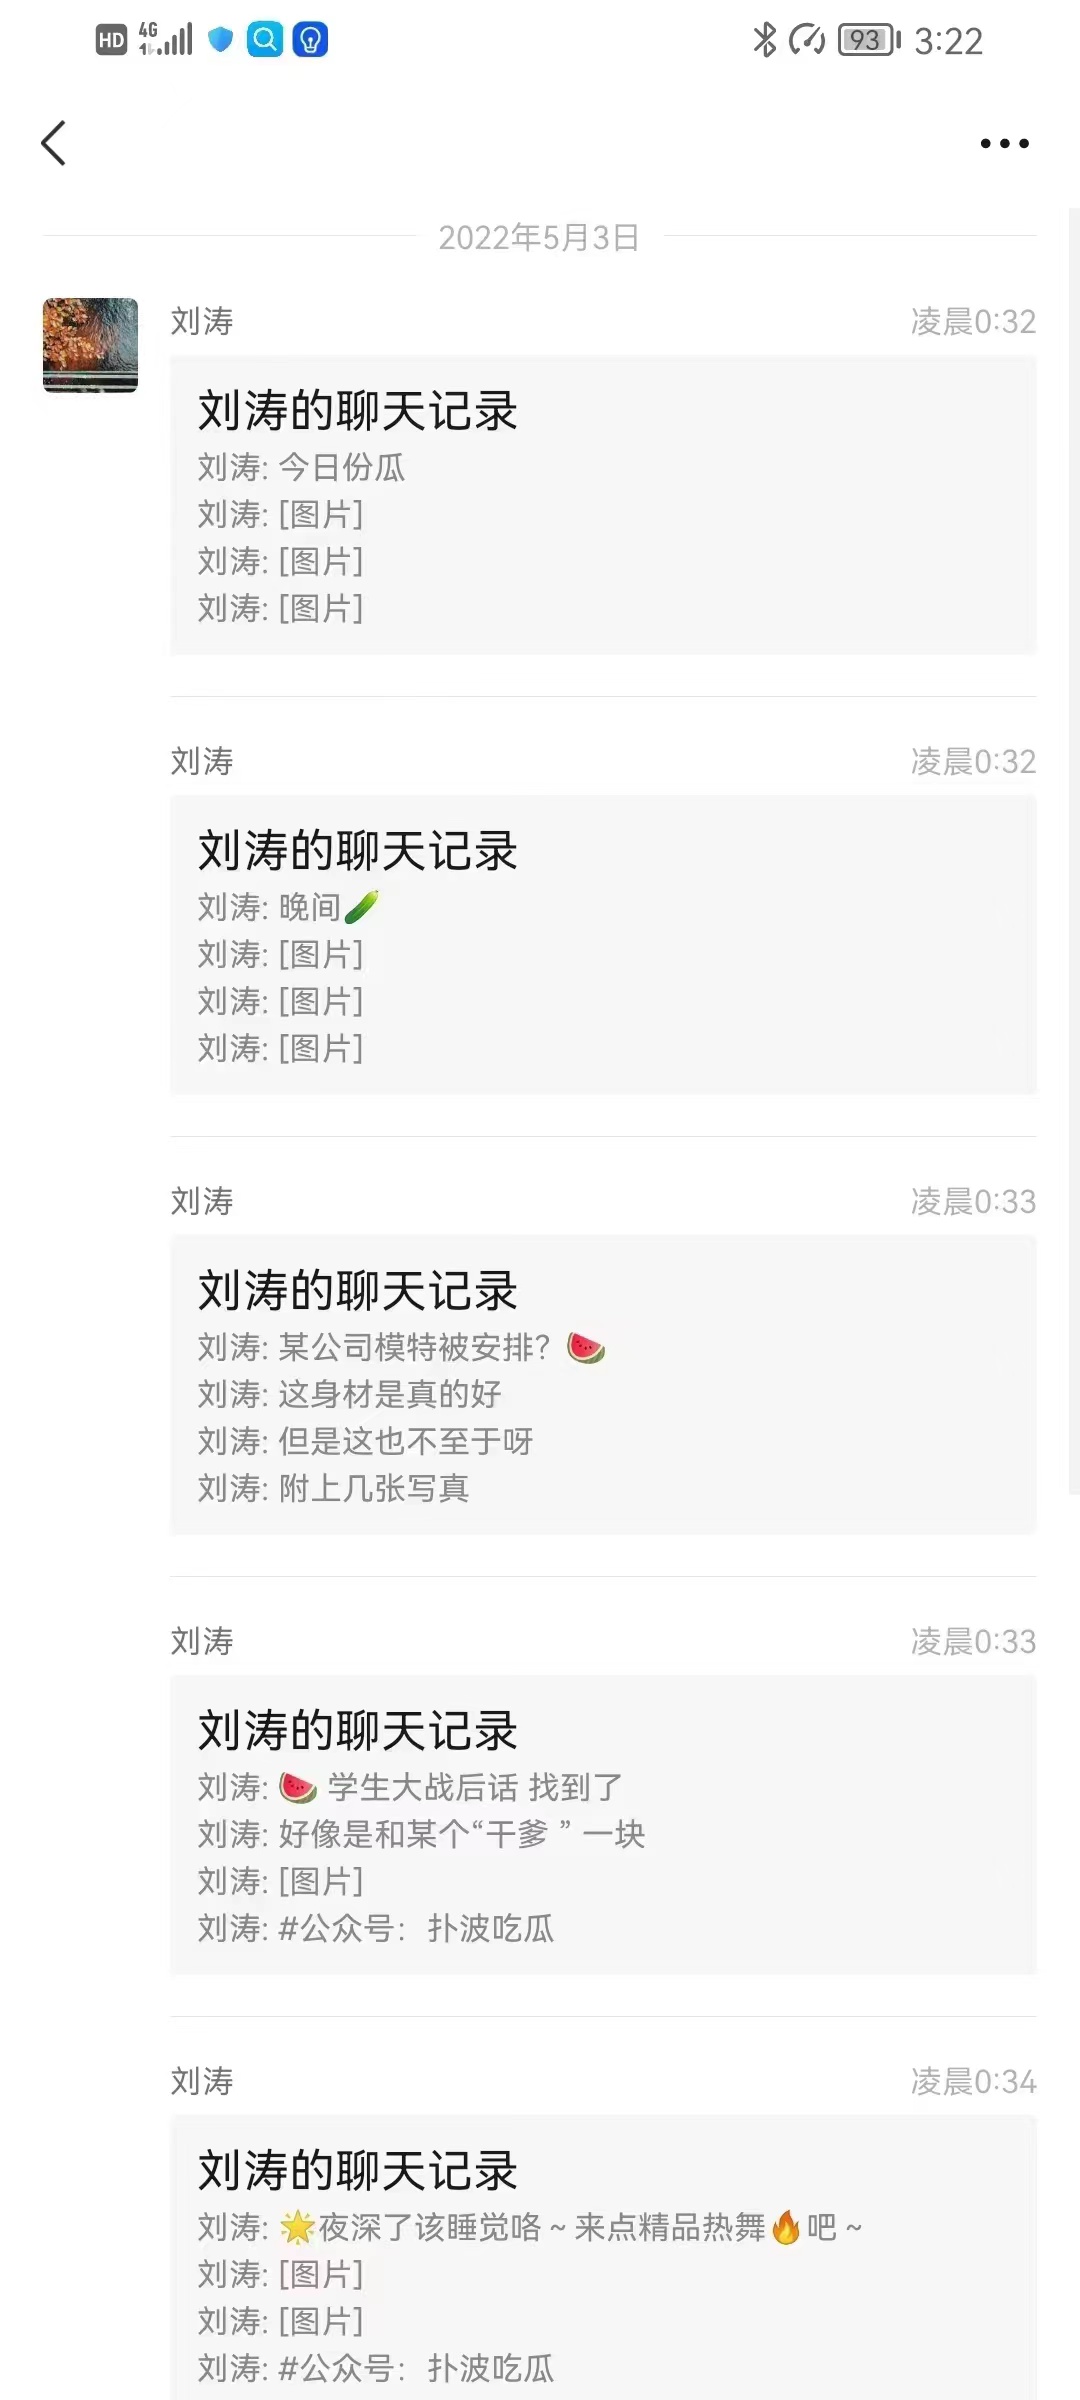 HD 4G 93 3:22
2022年5月3日
刘涛 凌晨0:32
刘涛的聊天记录
刘涛: 今日份瓜
刘涛: [图片]
刘涛: [图片]
刘涛: [图片]
刘涛 凌晨0:32
刘涛的聊天记录
刘涛: 晚间🥒
刘涛: [图片]
刘涛: [图片]
刘涛: [图片]
刘涛 凌晨0:33
刘涛的聊天记录
刘涛: 某公司模特被安排？🍉
刘涛: 这身材是真的好
刘涛: 但是这也不至于呀
刘涛: 附上几张写真
刘涛 凌晨0:33
刘涛的聊天记录
刘涛: 🍉 学生大战后话 找到了
刘涛: 好像是和某个“干爹 ” 一块
刘涛: [图片]
刘涛: #公众号： 扑波吃瓜
刘涛 凌晨0:34
刘涛的聊天记录
刘涛: 🌟夜深了该睡觉咯 ~ 来点精品热舞🔥吧 ~
刘涛: [图片]
刘涛: [图片]
刘涛: #公众号： 扑波吃瓜